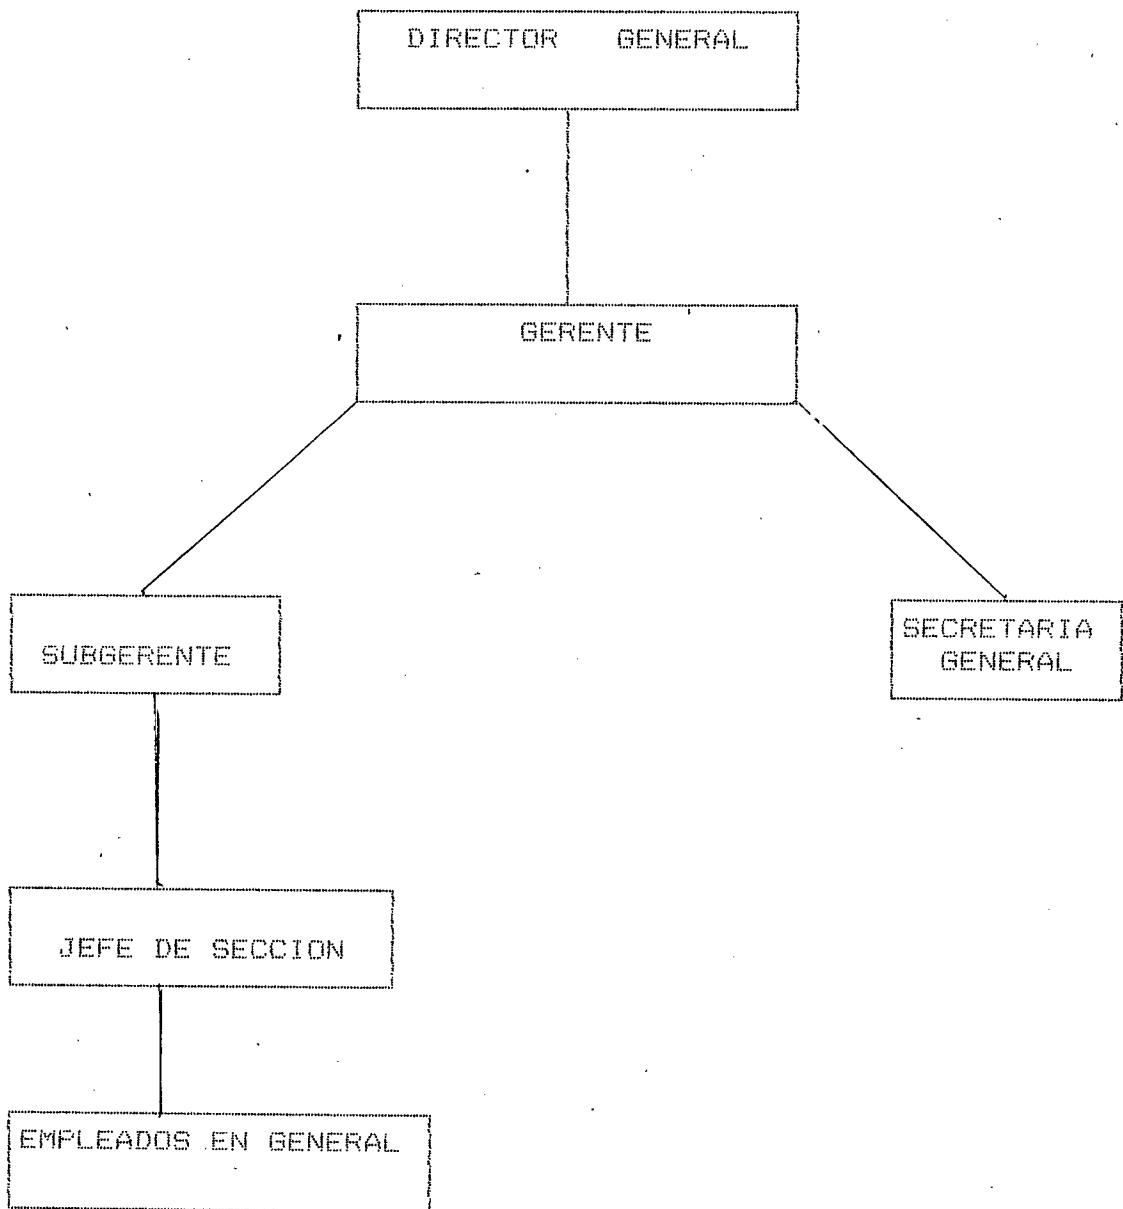 DIRECTOR GENERAL
GERENTE
SUBGERENTE
SECRETARIA
GENERAL
JEFE DE SECCION
EMPLEADOS EN GENERAL